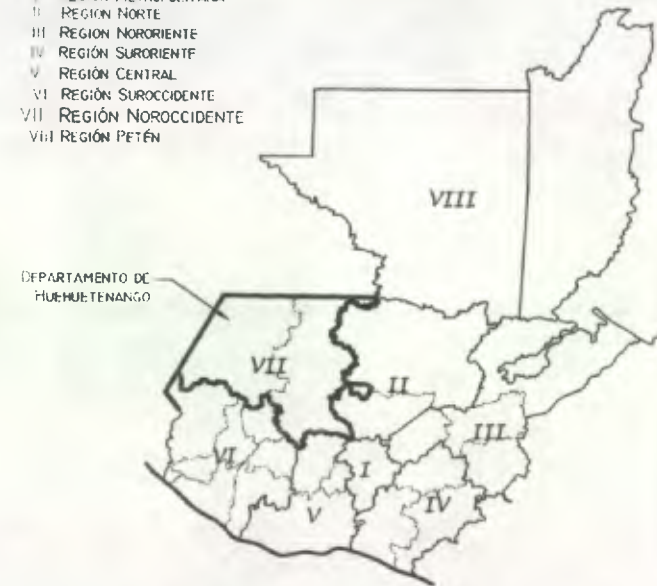 II REGIÓN NORTE
III REGIÓN NORORIENTE
IV REGIÓN SURORIENTE
V REGIÓN CENTRAL
VI REGIÓN SUROCCIDENTE
VII REGIÓN NOROCCIDENTE
VIII REGIÓN PETÉN
VIII
DEPARTAMENTO DE
HUEHUETENANGO
VII
II
III
VI
I
IV
V